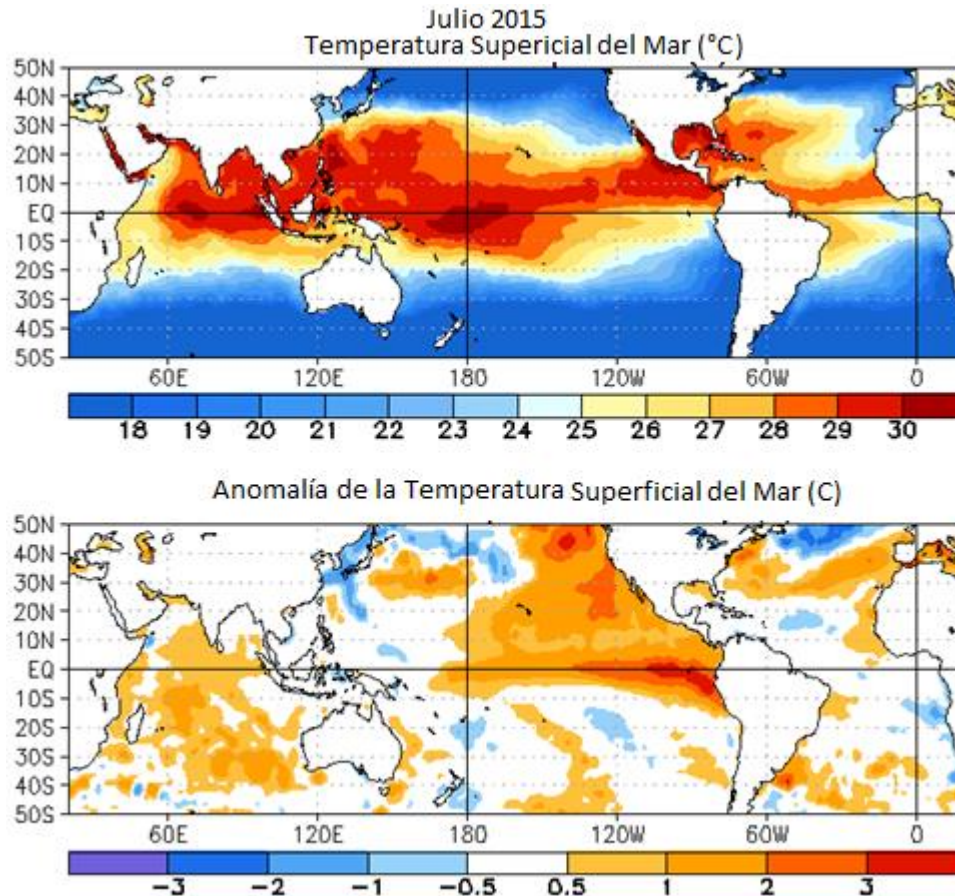 Julio 2015
Temperatura Supericial del Mar (°C)
50N
40N
30N
20N
10N
EQ
10S
20S
30S
40S
50S
60E 120E 180 120W 60W 0
18 19 20 21 22 23 24 25 26 27 28 29 30
Anomalía de la Temperatura Superficial del Mar (C)
50N
40N
30N
20N
10N
EQ
10S
20S
30S
40S
50S
60E 120E 180 120W 60W 0
-3 -2 -1 -0.5 0.5 1 2 3